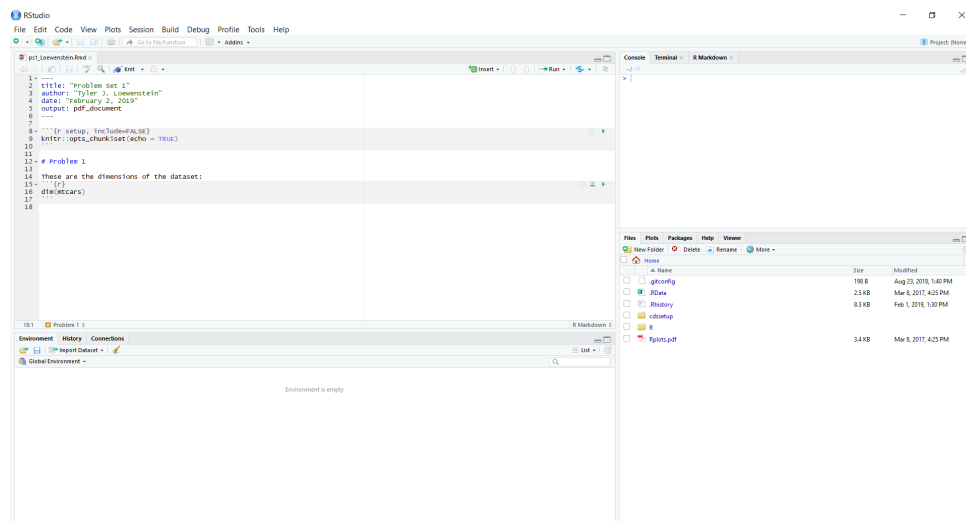 RStudio
File Edit Code View Plots Session Build Debug Profile Tools Help
Go to file/function Addins Project: (None
ps1_Loewenstein.Rmd
Knit Insert Run
1 ---
2 title: "Problem Set 1"
3 author: "Tyler J. Loewenstein"
4 date: "February 2, 2019"
5 output: pdf_document
6 ---
7
8 ```{r setup, include=FALSE}
9 knitr::opts_chunk$set(echo = TRUE)
10 ```
11
12 # Problem 1
13
14 These are the dimensions of the dataset:
15 ```{r}
16 dim(mtcars)
17 ```
18
18:1 Problem 1 R Markdown
Environment History Connections
Import Dataset List
Global Environment
Environment is empty
Console Terminal R Markdown
~/
>
Files Plots Packages Help Viewer
New Folder Delete Rename More
Home
Name Size Modified
.gitconfig 198 B Aug 23, 2018, 1:40 PM
.RData 2.5 KB Mar 8, 2017, 4:25 PM
.Rhistory 8.3 KB Feb 1, 2019, 1:30 PM
cdssetup
R
Rplots.pdf 3.4 KB Mar 8, 2017, 4:25 PM